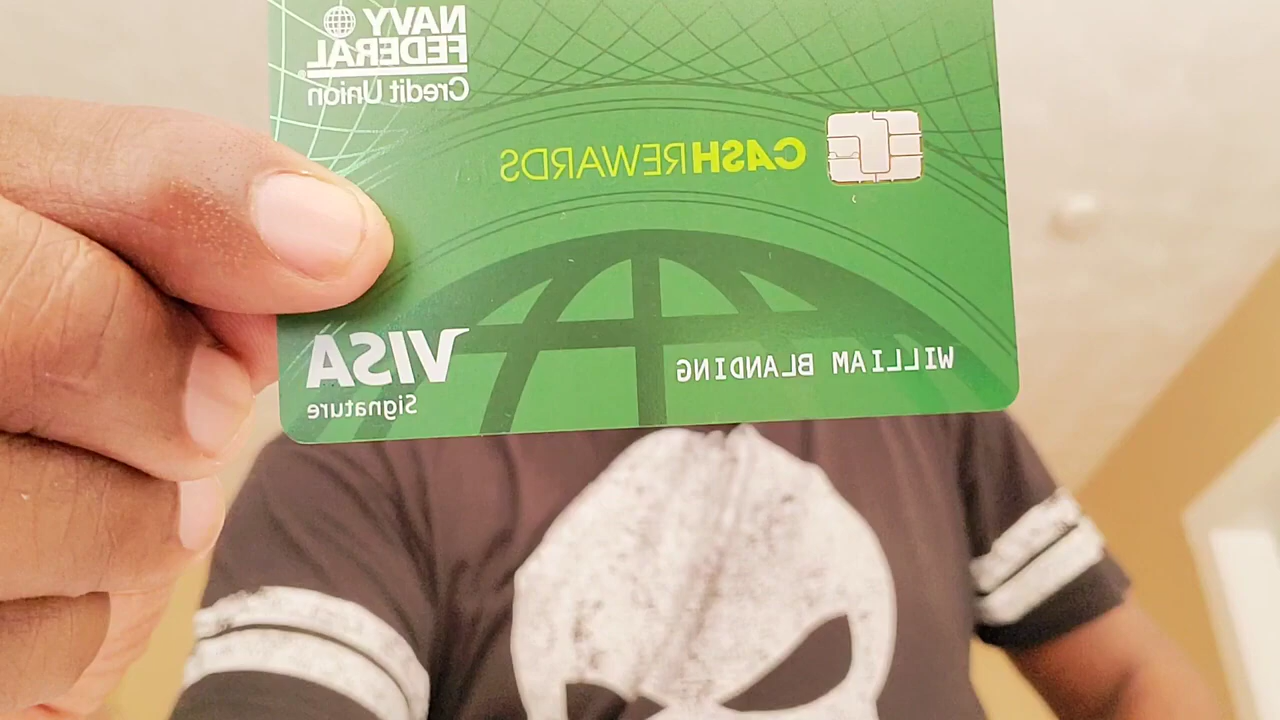 NAVY
FEDERAL®
Credit Union
CASHREWARDS
WILLIAM BLANDING
VISA
Signature